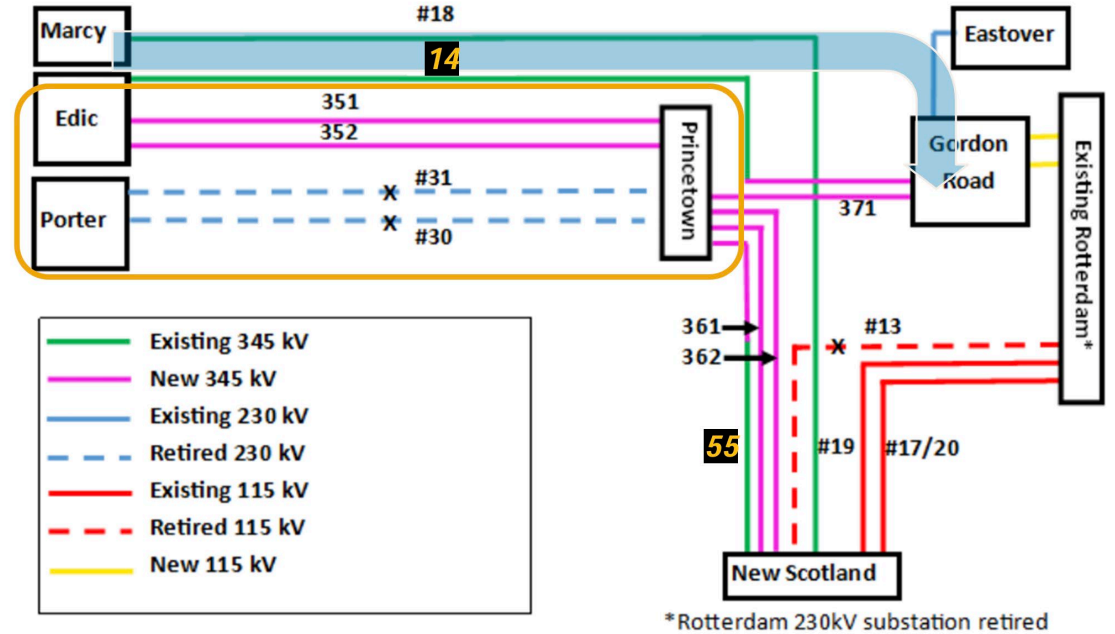 #18
Marcy
14
Eastover
Edic
351
352
Princetown
Gordon
Road
Existing Rotterdam*
Porter
#31
X
X
#30
371
361
362
#13
X
55
#19
#17/20
Existing 345 kV
New 345 kV
Existing 230 kV
Retired 230 kV
Existing 115 kV
Retired 115 kV
New 115 kV
New Scotland
*Rotterdam 230kV substation retired